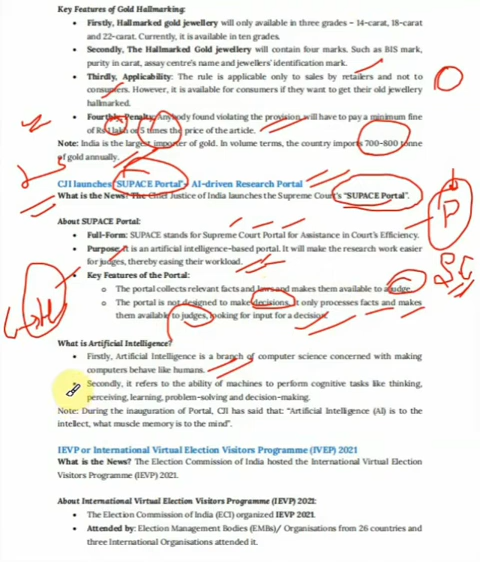 Key Features of Gold Hallmarking:
• Firstly, Hallmarked gold jewellery will only available in three grades – 14-carat, 18-carat
and 22-carat. Currently, it is available in ten grades.
• Secondly, The Hallmarked Gold jewellery will contain four marks. Such as BIS mark,
purity in carat, assay centre's name and jewellers' identification mark.
• Thirdly, Applicability: The rule is applicable only to sales by retailers and not to
consumers. However, it is available for consumers if they want to get their old jewellery
hallmarked.
• Fourthly, Penalty: Anybody found violating the provision will have to pay a minimum fine
of Rs 1 lakh or 5 times the price of the article.
Note: India is the largest importer of gold. In volume terms, the country imports 700-800 tonne
of gold annually.
CJI launches "SUPACE Portal": AI-driven Research Portal
What is the News? The Chief Justice of India launches the Supreme Court's "SUPACE Portal".
P
About SUPACE Portal:
• Full-Form: SUPACE stands for Supreme Court Portal for Assistance in Court's Efficiency.
• Purpose: It is an artificial intelligence-based portal. It will make the research work easier
for judges, thereby easing their workload.
SC
• Key Features of the Portal:
o The portal collects relevant facts and laws and makes them available to a judge.
o The portal is not designed to make decisions. It only processes facts and makes
them available to judges, looking for input for a decision.
What is Artificial Intelligence?
• Firstly, Artificial Intelligence is a branch of computer science concerned with making
computers behave like humans.
Secondly, it refers to the ability of machines to perform cognitive tasks like thinking,
perceiving, learning, problem-solving and decision-making.
Note: During the inauguration of Portal, CJI has said that: "Artificial Intelligence (AI) is to the
intellect, what muscle memory is to the mind".
IEVP or International Virtual Election Visitors Programme (IVEP) 2021
What is the News? The Election Commission of India hosted the International Virtual Election
Visitors Programme (IEVP) 2021.
About International Virtual Election Visitors Programme (IEVP) 2021:
• The Election Commission of India (ECI) organized IEVP 2021.
• Attended by: Election Management Bodies (EMBs)/ Organisations from 26 countries and
three International Organisations attended it.